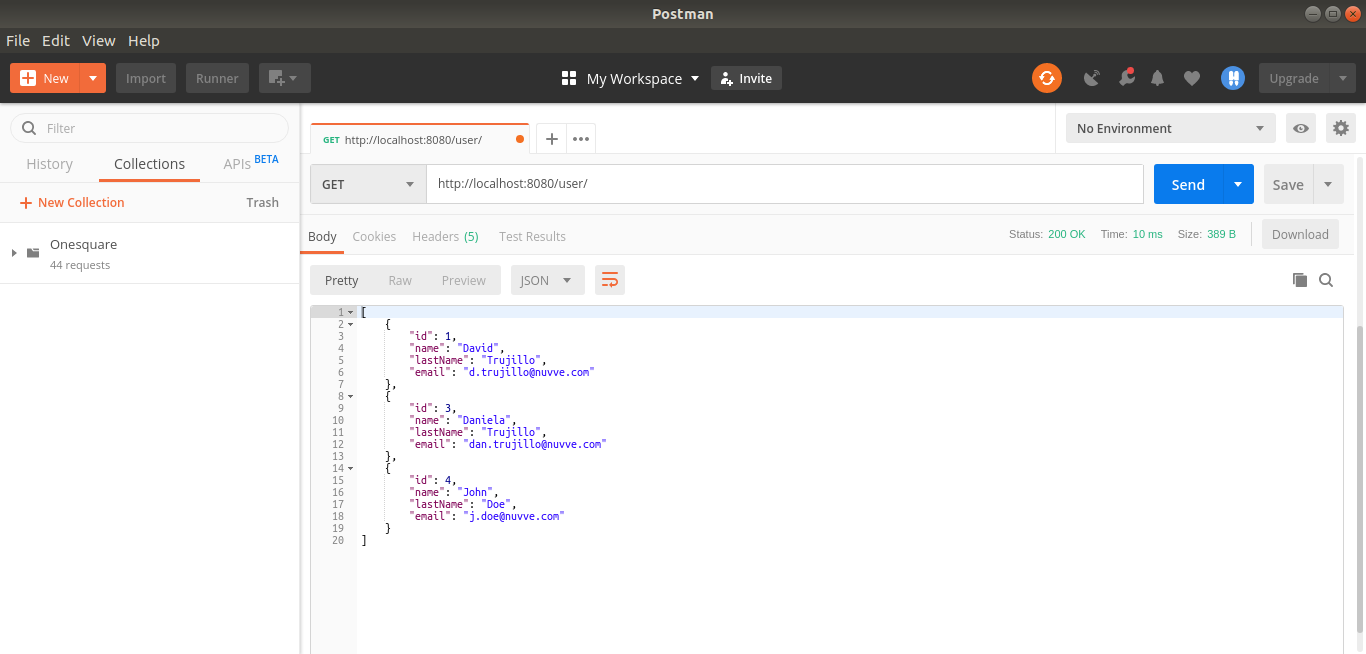 Postman
File Edit View Help
New Import Runner My Workspace Invite Upgrade
Filter
History Collections APIs BETA
New Collection Trash
Onesquare
44 requests
GET http://localhost:8080/user/ No Environment
GET http://localhost:8080/user/ Send Save
Body Cookies Headers (5) Test Results Status: 200 OK Time: 10 ms Size: 389 B Download
Pretty Raw Preview JSON
1 [
2 {
3 "id": 1,
4 "name": "David",
5 "lastName": "Trujillo",
6 "email": "d.trujillo@nuvve.com"
7 },
8 {
9 "id": 3,
10 "name": "Daniela",
11 "lastName": "Trujillo",
12 "email": "dan.trujillo@nuvve.com"
13 },
14 {
15 "id": 4,
16 "name": "John",
17 "lastName": "Doe",
18 "email": "j.doe@nuvve.com"
19 }
20 ]